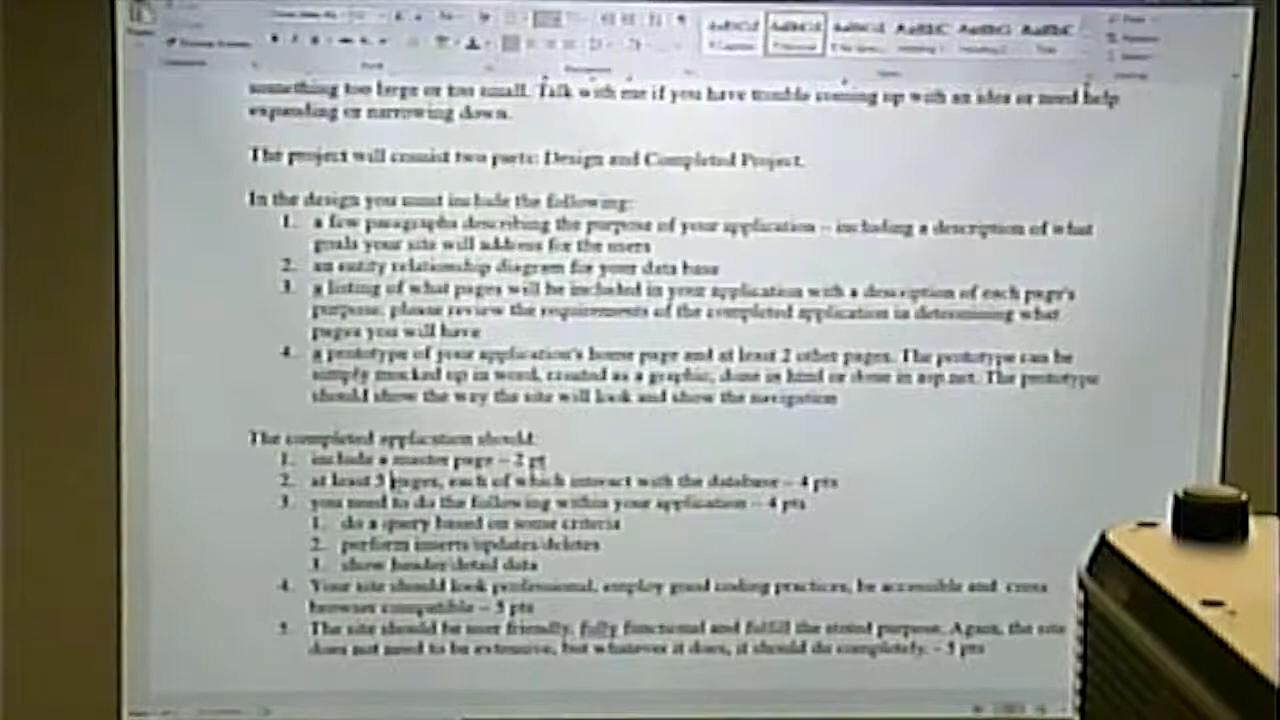 something too large or too small. Talk with me if you have trouble coming up with an idea or need help
expanding or narrowing down.
The project will consist two parts: Design and Completed Project.
In the design you must include the following:
1. a few paragraphs describing the purpose of your application – including a description of what
goals your site will address for the users
2. an entity relationship diagram for your data base
3. a listing of what pages will be included in your application with a description of each page's
purpose, please review the requirements of the completed application in determining what
pages you will have
4. a prototype of your application's home page and at least 2 other pages. The prototype can be
simply mocked up in word, created as a graphic, done in hand or done in asp.net. The prototype
should show the way the site will look and show the navigation
The completed application should:
1. include a master page – 2 pt
2. at least 3 pages, each of which interact with the database – 4 pts
3. you need to do the following within your application – 4 pts
1. do a query based on some criteria
2. perform inserts/updates/deletes
3. show header/detail data
4. Your site should look professional, employ good coding practices, be accessible and cross
browser compatible – 5 pts
5. The site should be user friendly, fully functional and fulfill the stated purpose. Again, the site
does not need to be extensive, but whatever it does, it should do completely. – 5 pts